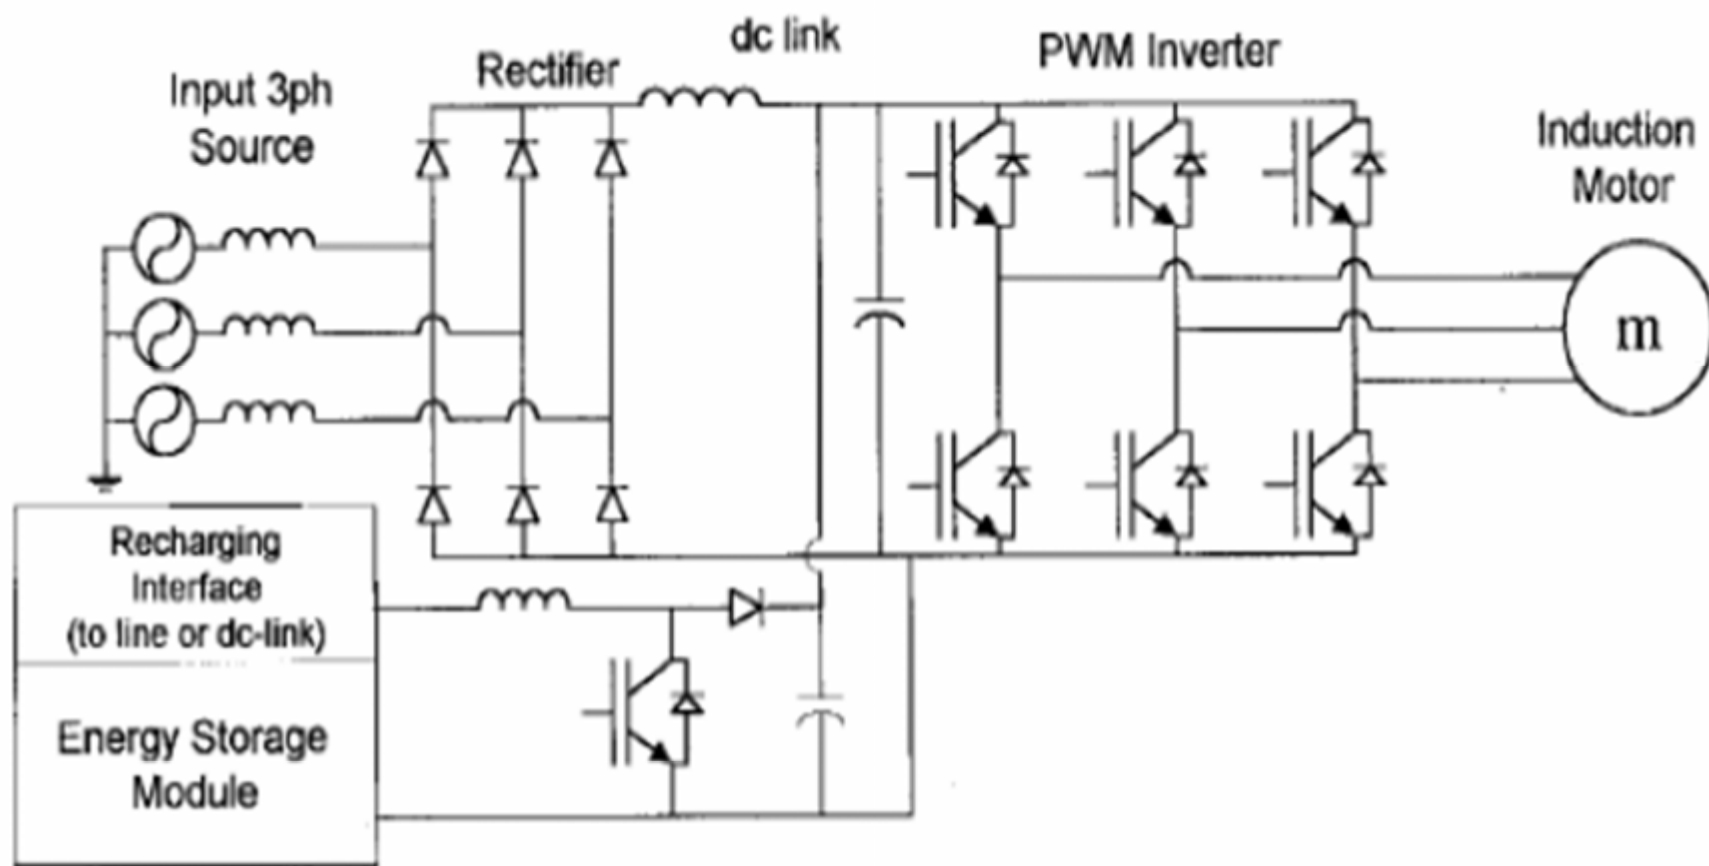 Input 3ph
Source
Rectifier
dc link
PWM Inverter
Induction
Motor
m
Recharging
Interface
(to line or dc-link)
Energy Storage
Module